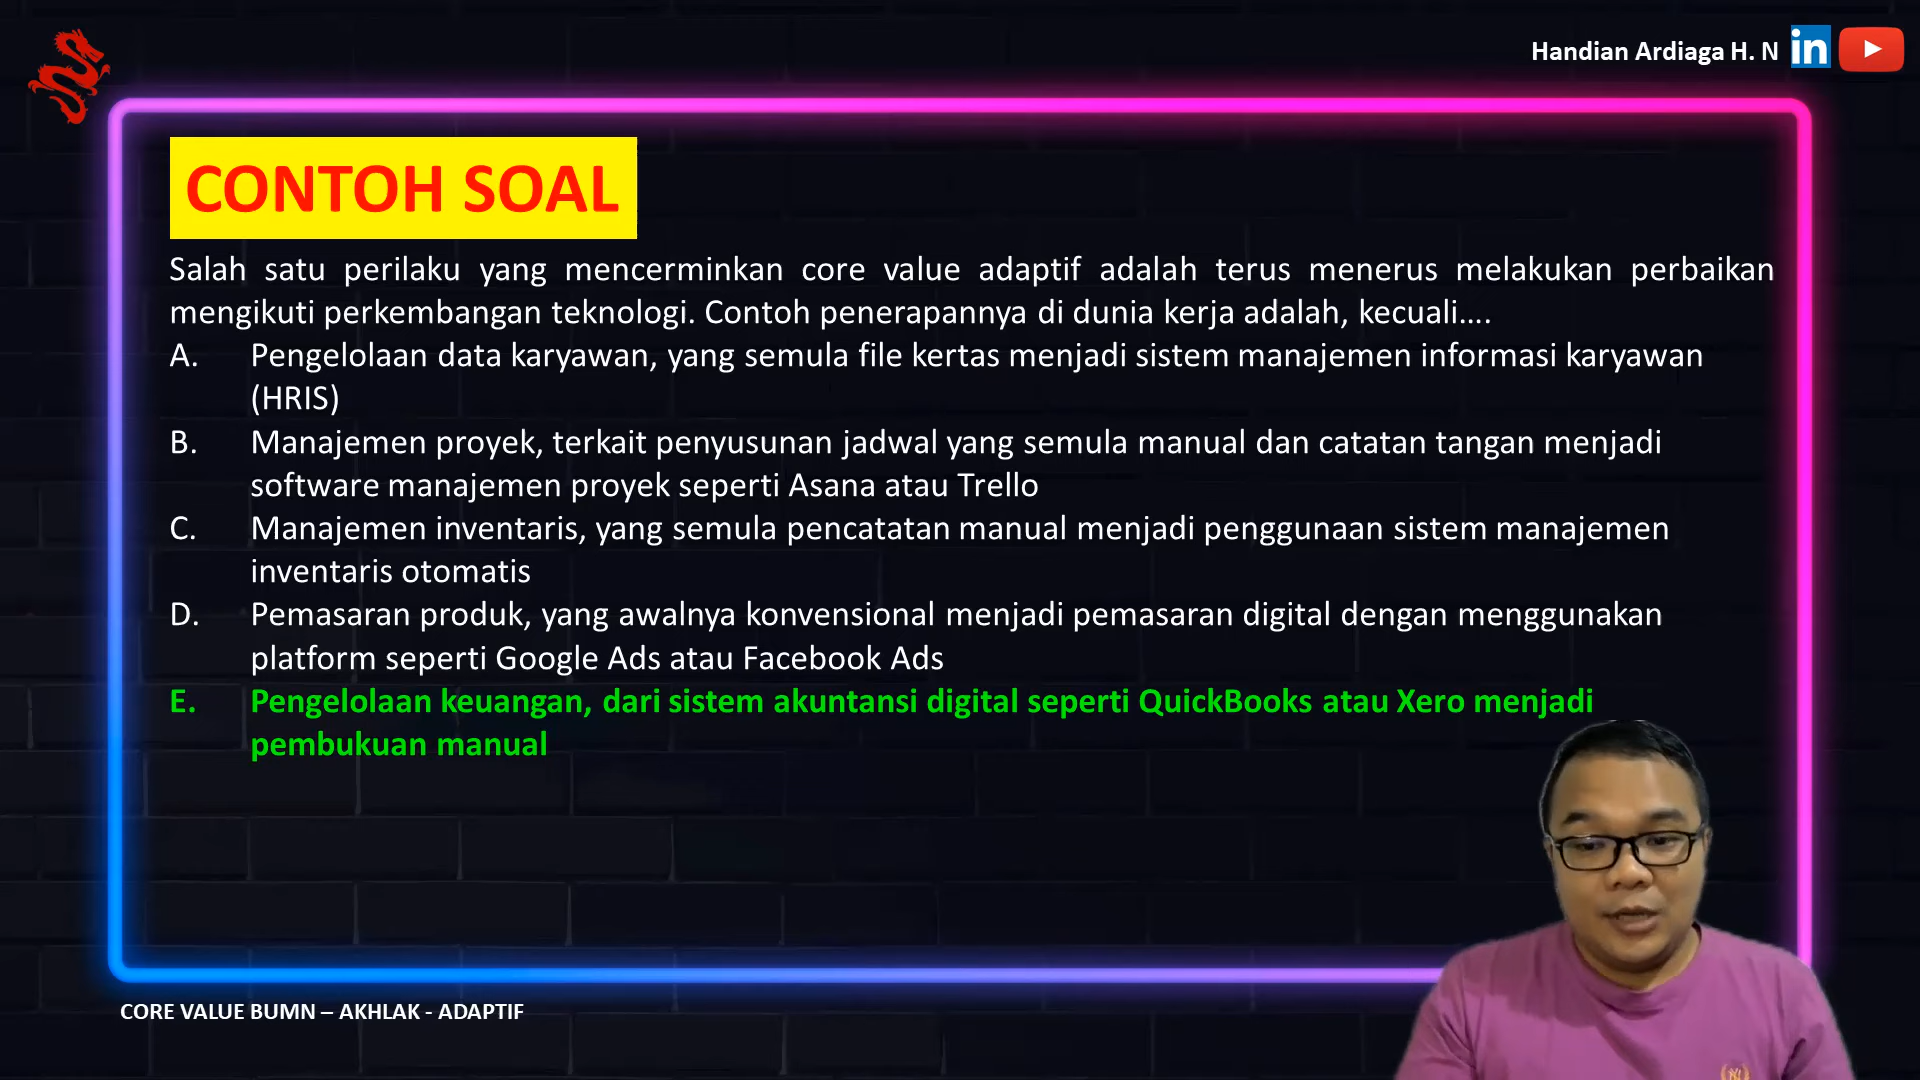 Handian Ardiaga H. N
CONTOH SOAL
Salah satu perilaku yang mencerminkan core value adaptif adalah terus menerus melakukan perbaikan
mengikuti perkembangan teknologi. Contoh penerapannya di dunia kerja adalah, kecuali....
A. Pengelolaan data karyawan, yang semula file kertas menjadi sistem manajemen informasi karyawan
(HRIS)
B. Manajemen proyek, terkait penyusunan jadwal yang semula manual dan catatan tangan menjadi
software manajemen proyek seperti Asana atau Trello
C. Manajemen inventaris, yang semula pencatatan manual menjadi penggunaan sistem manajemen
inventaris otomatis
D. Pemasaran produk, yang awalnya konvensional menjadi pemasaran digital dengan menggunakan
platform seperti Google Ads atau Facebook Ads
E. Pengelolaan keuangan, dari sistem akuntansi digital seperti QuickBooks atau Xero menjadi
pembukuan manual
CORE VALUE BUMN – AKHLAK - ADAPTIF